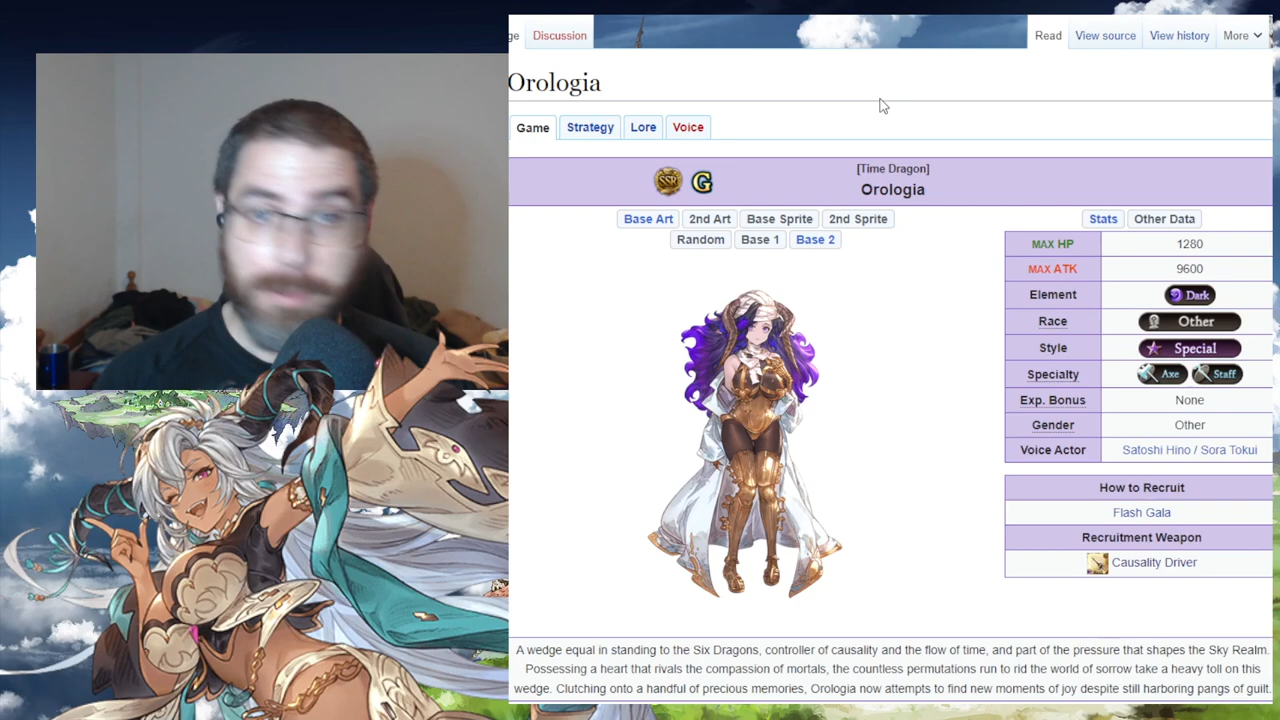 ge Discussion Read View source View history More
Orologia
Game Strategy Lore Voice
SSR G [Time Dragon]
Orologia
Base Art 2nd Art Base Sprite 2nd Sprite
Random Base 1 Base 2
Stats Other Data
MAX HP 1280
MAX ATK 9600
Element Dark
Race Other
Style Special
Specialty Axe Staff
Exp. Bonus None
Gender Other
Voice Actor Satoshi Hino / Sora Tokui
How to Recruit
Flash Gala
Recruitment Weapon
Causality Driver
A wedge equal in standing to the Six Dragons, controller of causality and the flow of time, and part of the pressure that shapes the Sky Realm.
Possessing a heart that rivals the compassion of mortals, the countless permutations run to rid the world of sorrow take a heavy toll on this
wedge. Clutching onto a handful of precious memories, Orologia now attempts to find new moments of joy despite still harboring pangs of guilt.